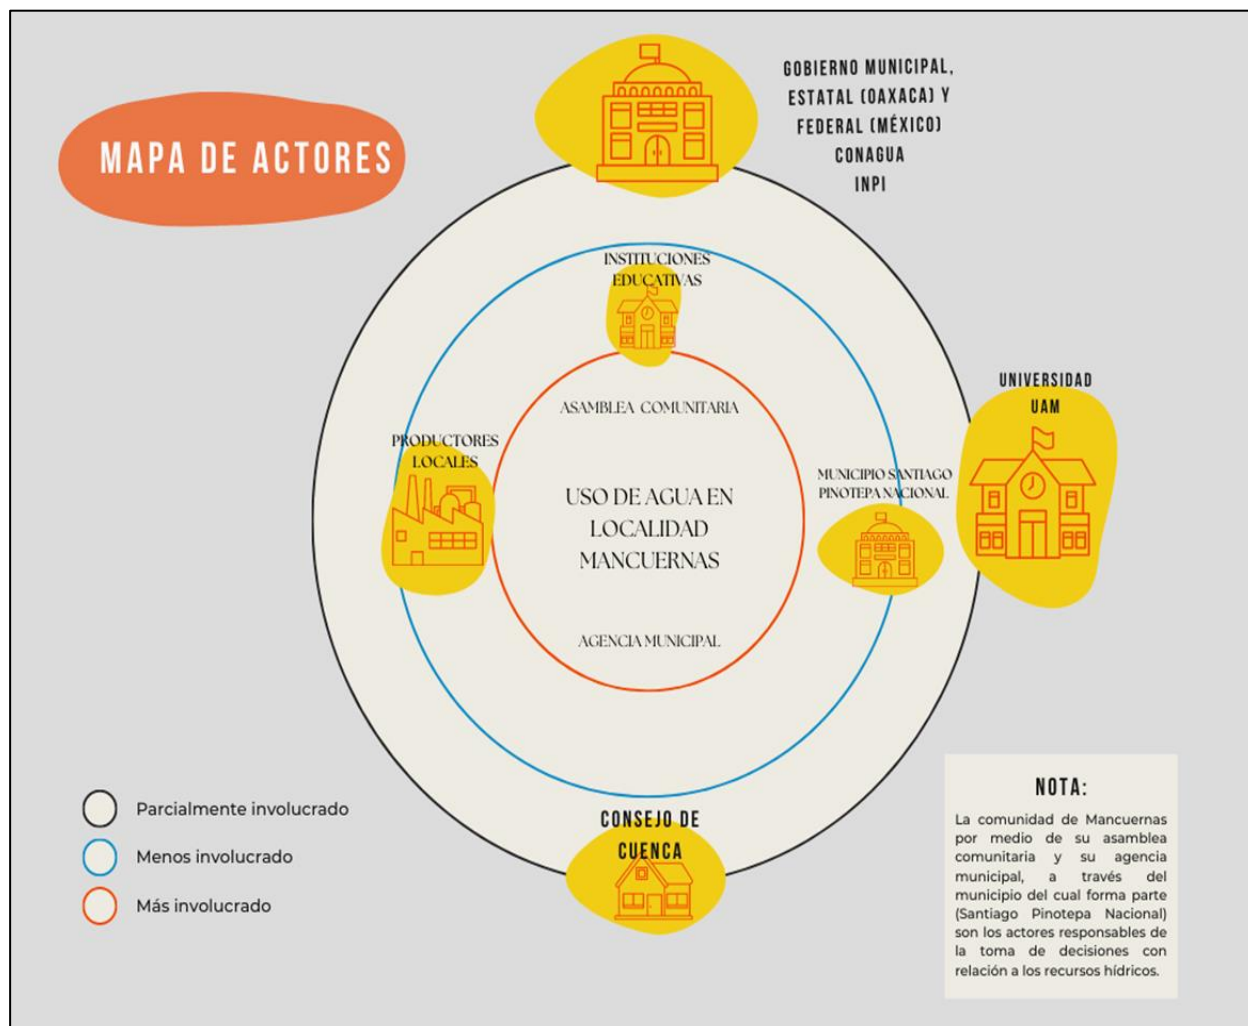 MAPA DE ACTORES
GOBIERNO MUNICIPAL,
ESTATAL (OAXACA) Y
FEDERAL (MÉXICO)
CONAGUA
INPI
INSTITUCIONES
EDUCATIVAS
UNIVERSIDAD
UAM
ASAMBLEA COMUNITARIA
PRODUCTORES
LOCALES
MUNICIPIO SANTIAGO
PINOTEPA NACIONAL
USO DE AGUA EN
LOCALIDAD
MANCUERNAS
AGENCIA MUNICIPAL
CONSEJO DE
CUENCA
Parcialmente involucrado
Menos involucrado
Más involucrado
NOTA:
La comunidad de Mancuernas
por medio de su asamblea
comunitaria y su agencia
municipal, a través del
municipio del cual forma parte
(Santiago Pinotepa Nacional)
son los actores responsables de
la toma de decisiones con
relación a los recursos hídricos.